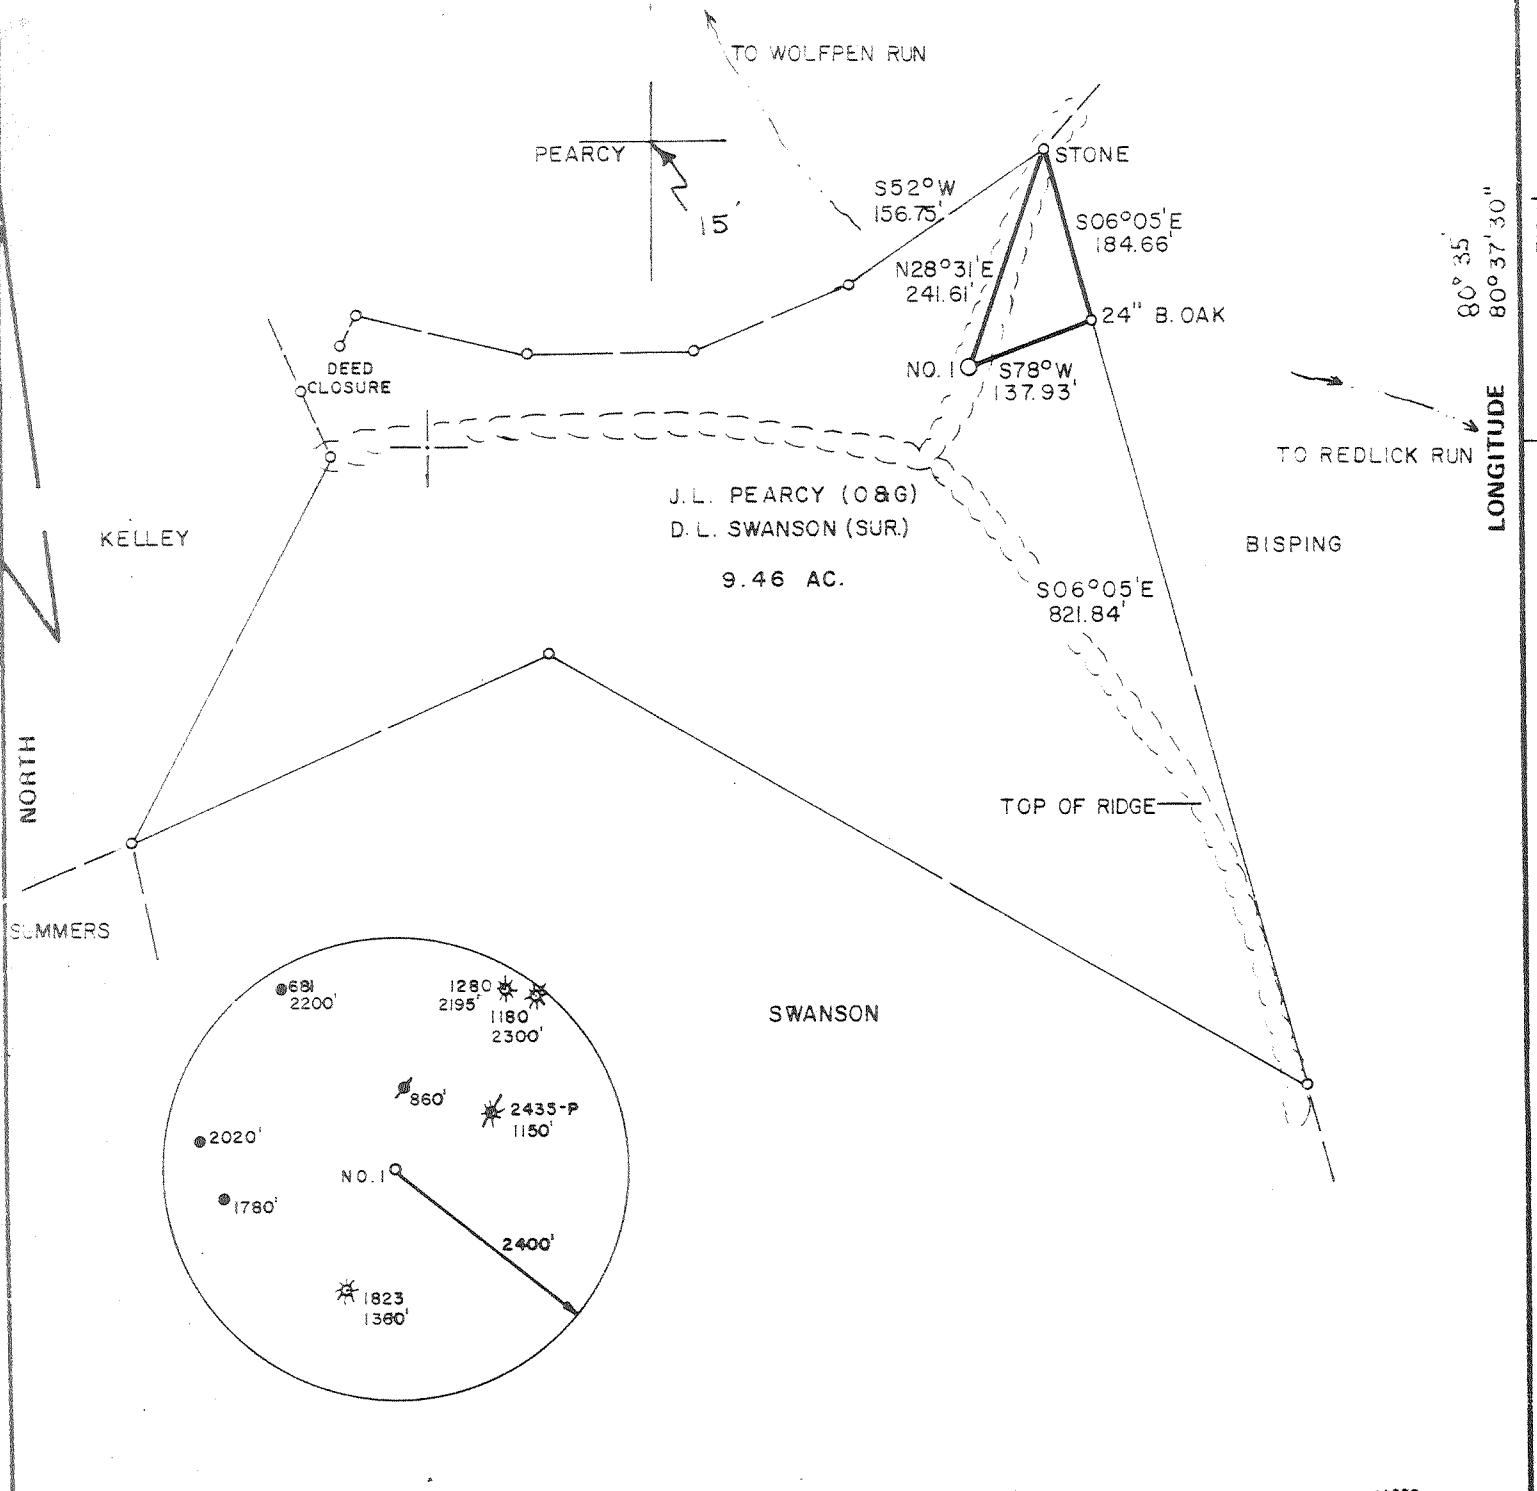 TO WOLFPEN RUN
PEARCY
15'
STONE
S52°W
156.75'
S06°05'E
184.66'
N28°31'E
241.61'
24" B. OAK
NO. 1
S78°W
137.93'
DEED
CLOSURE
80° 35'
80° 37' 30"
LONGITUDE
TO REDLICK RUN
J. L. PEARCY (O&G)
D. L. SWANSON (SUR.)
9.46 AC.
KELLEY
BISPING
S06°05'E
821.84'
NORTH
TOP OF RIDGE
SUMMERS
SWANSON
681
2200'
1280
2195'
1180
2300'
860'
2435-P
1150'
2020'
NO. 1
1780'
2400'
1823
1360'